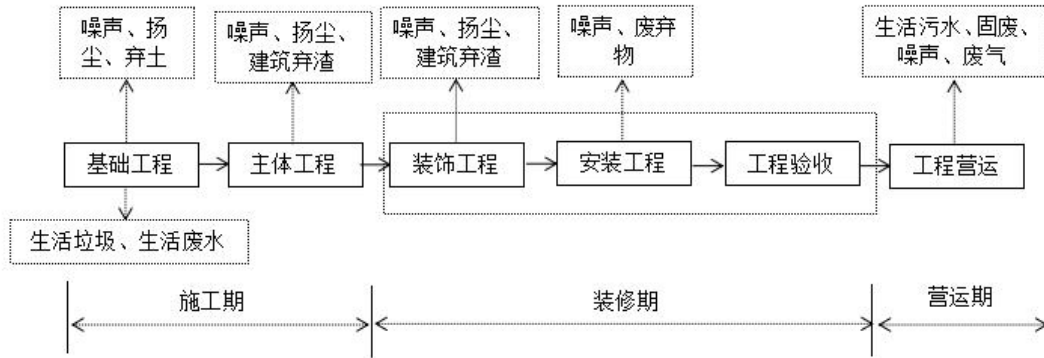 噪声、扬
尘、弃土
噪声、扬尘、
建筑弃渣
噪声、扬尘、
建筑弃渣
噪声、废弃
物
生活污水、固废、
噪声、废气
基础工程
主体工程
装饰工程
安装工程
工程验收
工程营运
生活垃圾、生活废水
施工期
装修期
营运期